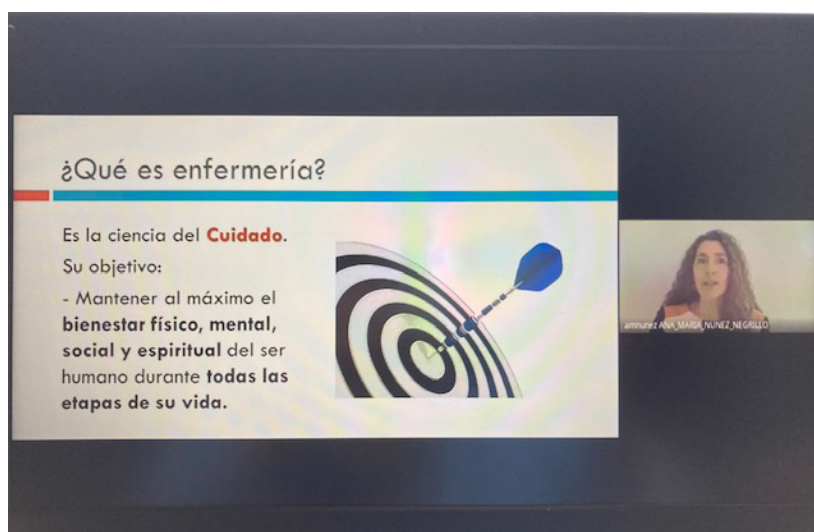 ¿Qué es enfermería?
Es la ciencia del Cuidado.
Su objetivo:
- Mantener al máximo el
bienestar físico, mental,
social y espiritual del ser
humano durante todas las
etapas de su vida.
amnunez ANA_MARIA_NUNEZ_NEGRILLO